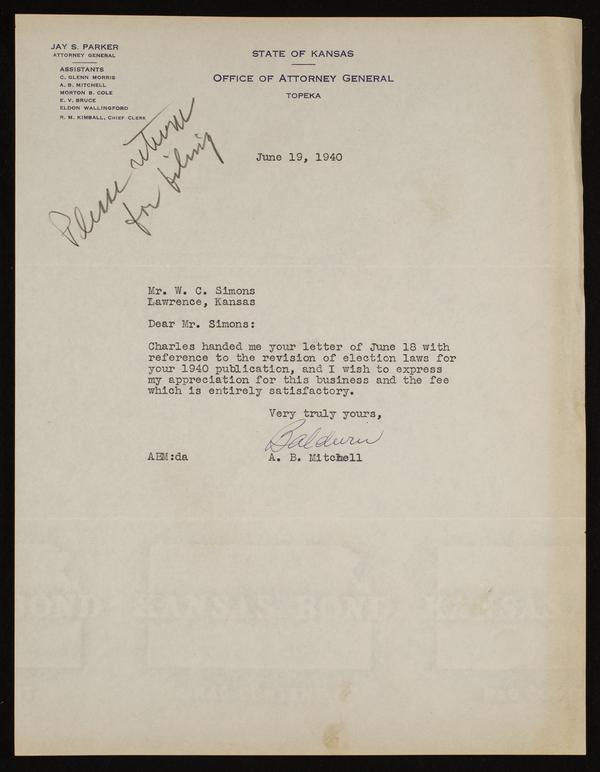 JAY S. PARKER
ATTORNEY GENERAL
ASSISTANTS
C. GLENN MORRIS
A. B. MITCHELL
MORTON B. COLE
E. V. BRUCE
ELDON WALLINGFORD
R. M. KIMBALL, CHIEF CLERK
STATE OF KANSAS
OFFICE OF ATTORNEY GENERAL
TOPEKA
Please return
for filing
June 19, 1940
Mr. W. C. Simons
Lawrence, Kansas
Dear Mr. Simons:
Charles handed me your letter of June 18 with
reference to the revision of election laws for
your 1940 publication, and I wish to express
my appreciation for this business and the fee
which is entirely satisfactory.
Very truly yours,
Baldwin
ABM:da
A. B. Mitchell
KANSAS BOND